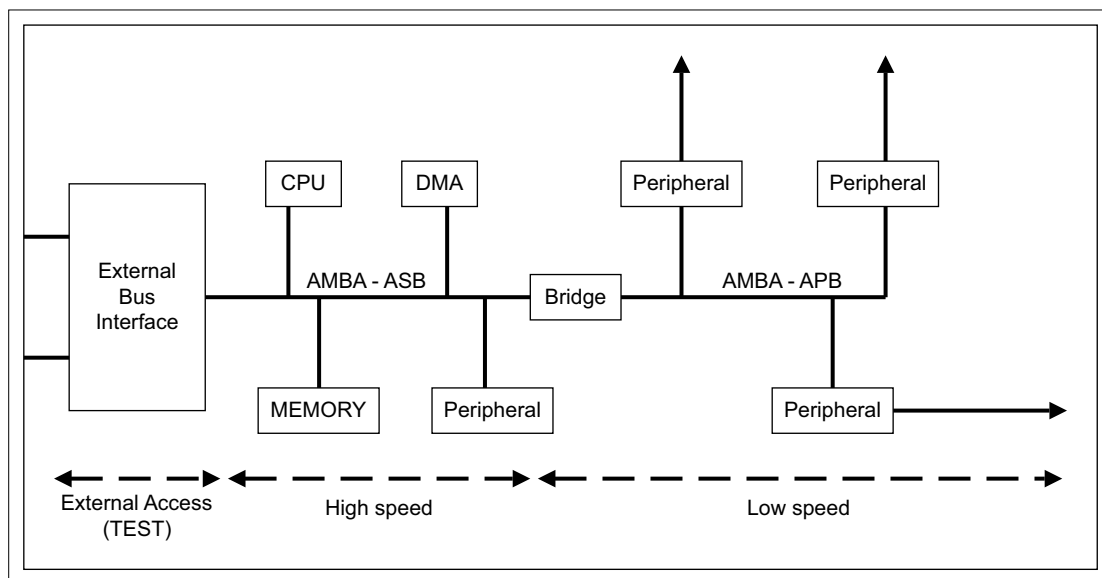 CPU
DMA
Peripheral
Peripheral
External
Bus
Interface
AMBA - ASB
Bridge
AMBA - APB
MEMORY
Peripheral
Peripheral
External Access
(TEST)
High speed
Low speed